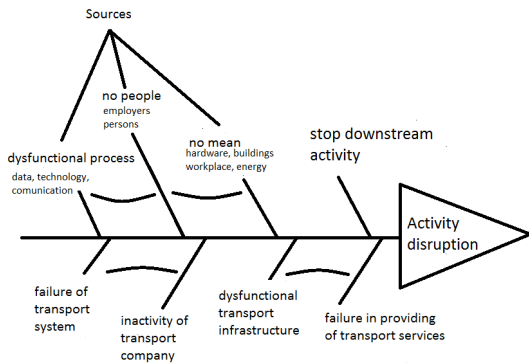 Sources
no people
employers
persons
dysfunctional process
data, technology,
comunication
no mean
hardware, buildings
workplace, energy
stop downstream
activity
Activity
disruption
failure of
transport
system
inactivity of
transport
company
dysfunctional
transport
infrastructure
failure in providing
of transport services